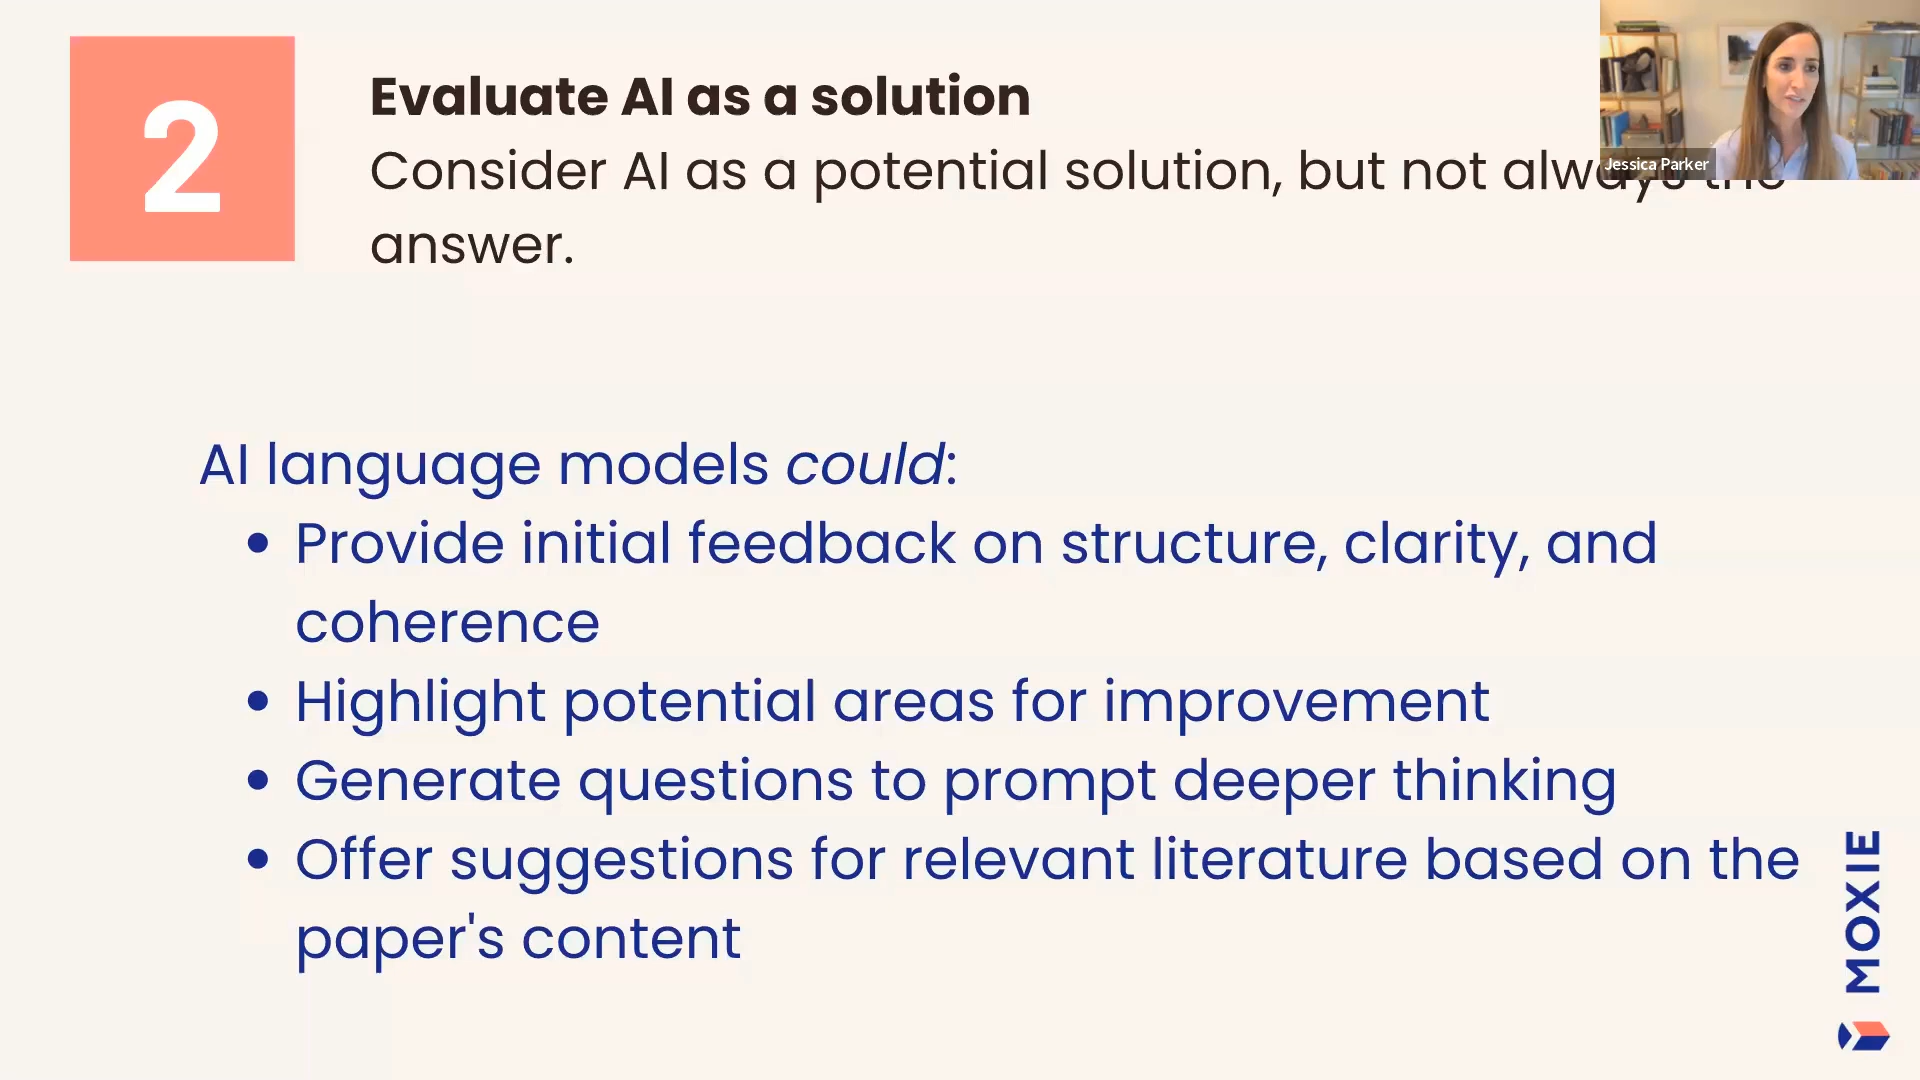 2
Evaluate AI as a solution
Consider AI as a potential solution, but not always the
answer.
Jessica Parker
AI language models could:
• Provide initial feedback on structure, clarity, and
coherence
• Highlight potential areas for improvement
• Generate questions to prompt deeper thinking
• Offer suggestions for relevant literature based on the
paper's content
MOXIE